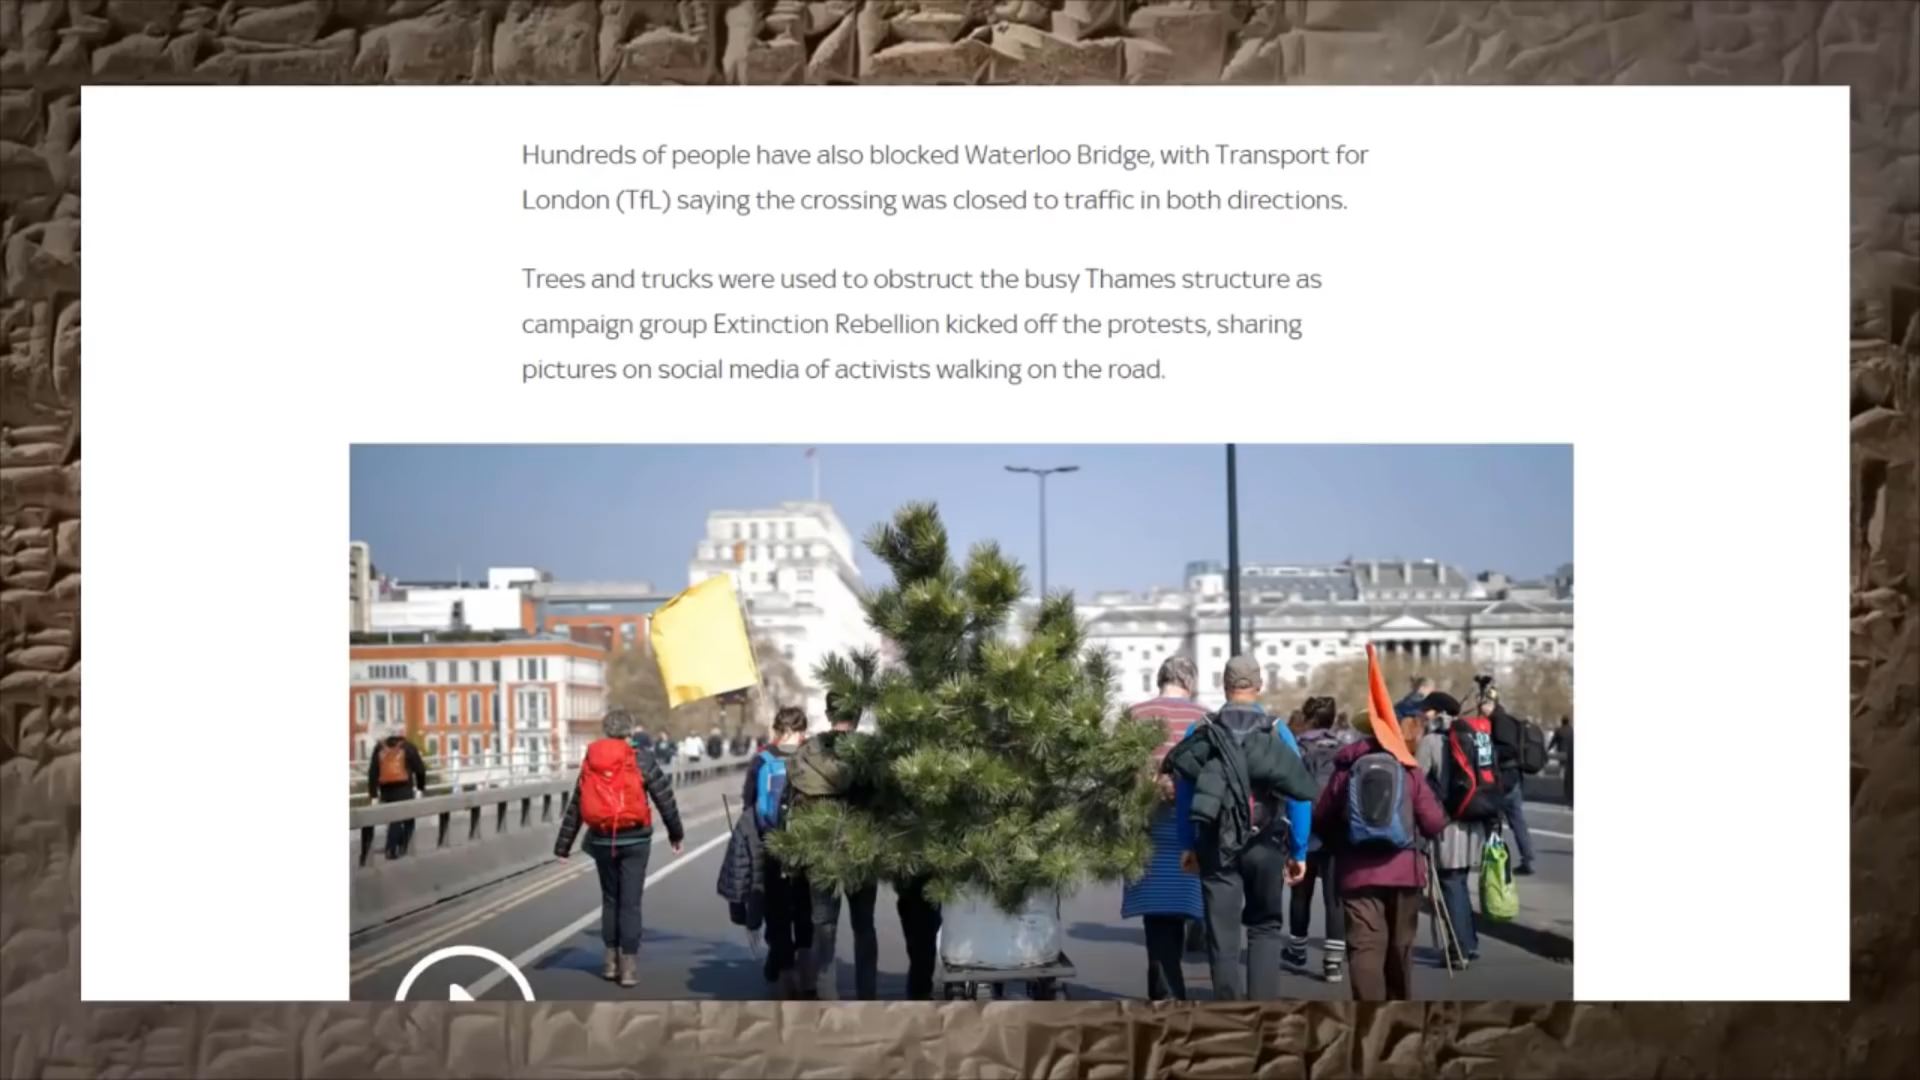 Hundreds of people have also blocked Waterloo Bridge, with Transport for
London (TfL) saying the crossing was closed to traffic in both directions.
Trees and trucks were used to obstruct the busy Thames structure as
campaign group Extinction Rebellion kicked off the protests, sharing
pictures on social media of activists walking on the road.